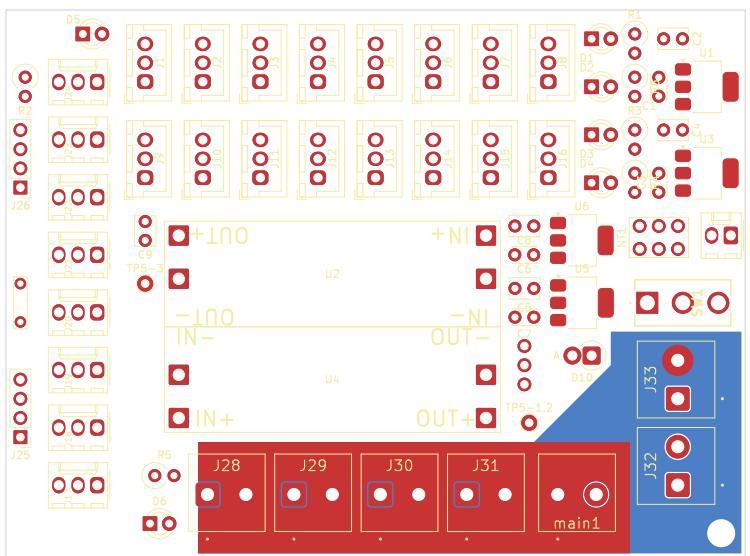 D5
R1
C2
J1
J2
J3
J4
J5
J6
J7
J8
D1
D2
U1
C1
R2
R3
C4
U3
J9
J10
J11
J12
J13
J14
J15
J16
J26
U6
NT1
C9
OUT+
IN+
C8
TP5-3
U2
C6
U5
SW1
OUT-
IN-
IN-
OUT-
C7
A
D10
U4
J33
IN+
OUT+
TP5-1,2
J25
R5
J28
J29
J30
J31
J32
D6
main1